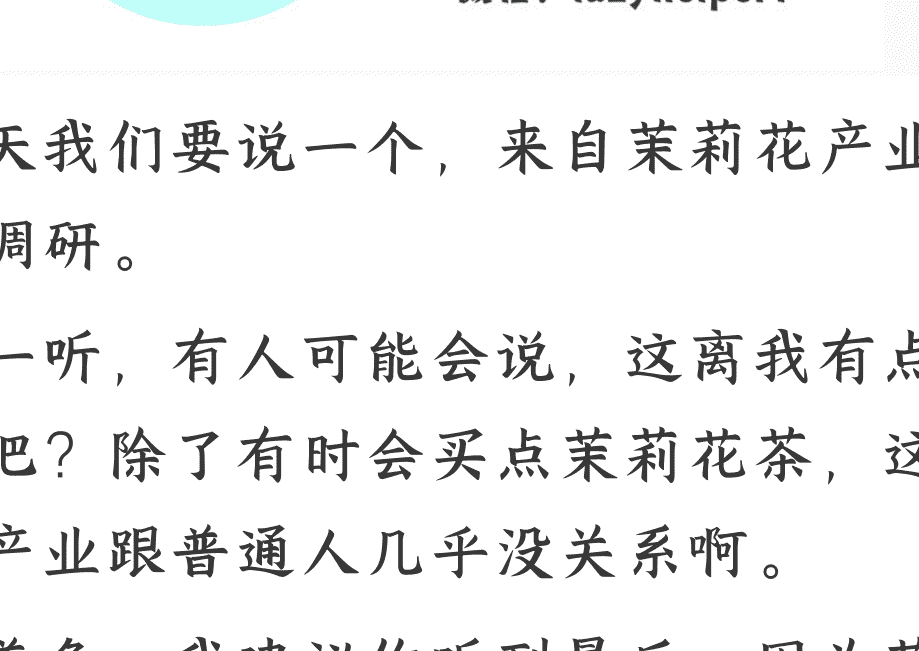 天我们要说一个，来自茉莉花产业
调研。
一听，有人可能会说，这离我有点
吧？除了有时会买点茉莉花茶，这
产业跟普通人几乎没关系啊。